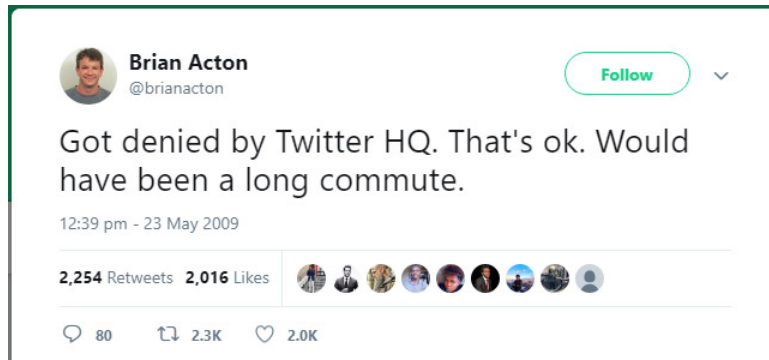 Brian Acton
@brianacton
Follow
Got denied by Twitter HQ. That's ok. Would
have been a long commute.
12:39 pm - 23 May 2009
2,254 Retweets 2,016 Likes
80 2.3K 2.0K